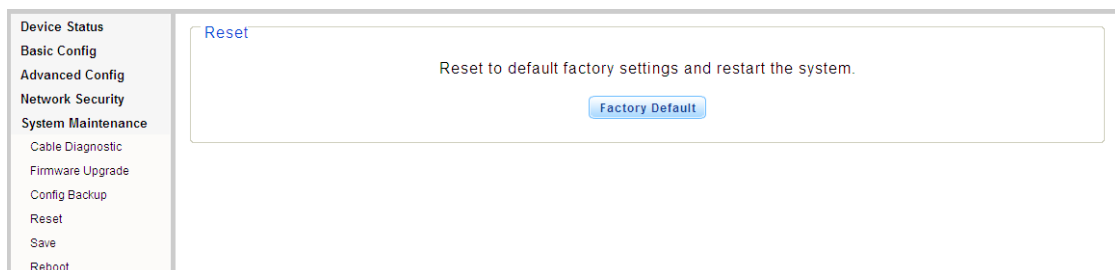 Device Status
Basic Config
Advanced Config
Network Security
System Maintenance
Cable Diagnostic
Firmware Upgrade
Config Backup
Reset
Save
Reboot
Reset
Reset to default factory settings and restart the system.
Factory Default